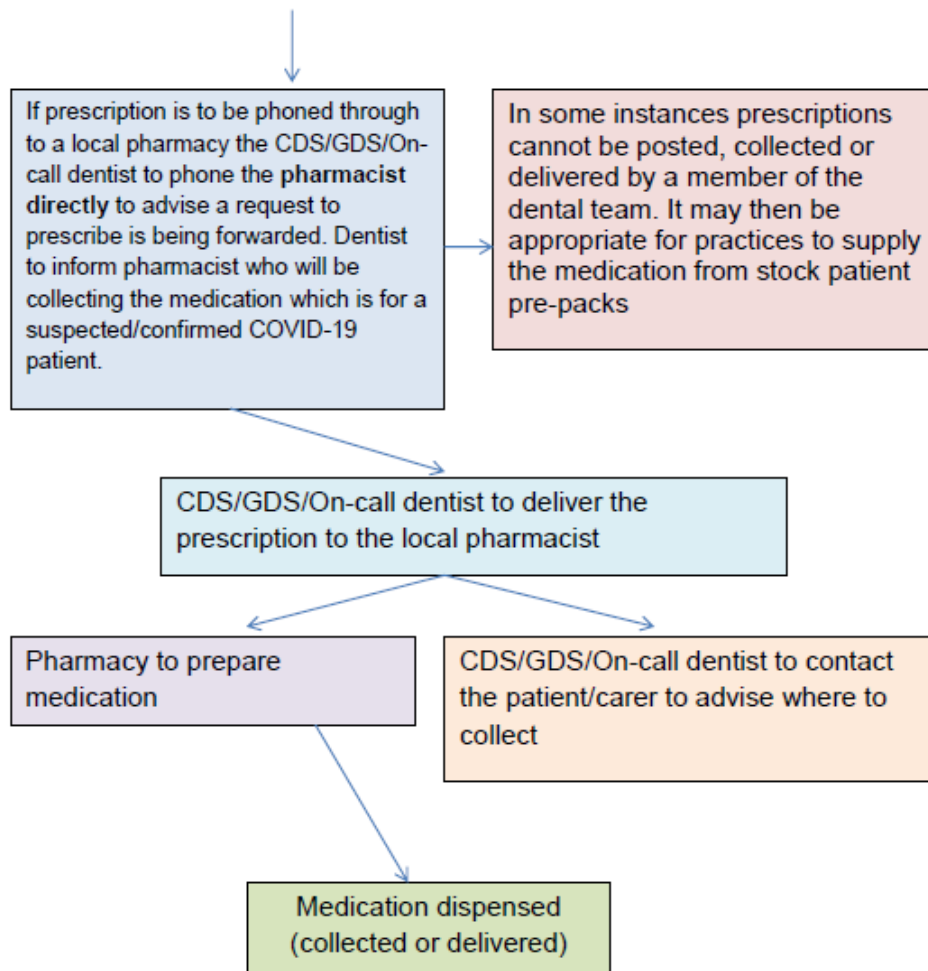 If prescription is to be phoned through
to a local pharmacy the CDS/GDS/On-
call dentist to phone the pharmacist
directly to advise a request to
prescribe is being forwarded. Dentist
to inform pharmacist who will be
collecting the medication which is for a
suspected/confirmed COVID-19
patient.
In some instances prescriptions
cannot be posted, collected or
delivered by a member of the
dental team. It may then be
appropriate for practices to supply
the medication from stock patient
pre-packs
CDS/GDS/On-call dentist to deliver the
prescription to the local pharmacist
Pharmacy to prepare
medication
CDS/GDS/On-call dentist to contact
the patient/carer to advise where to
collect
Medication dispensed
(collected or delivered)